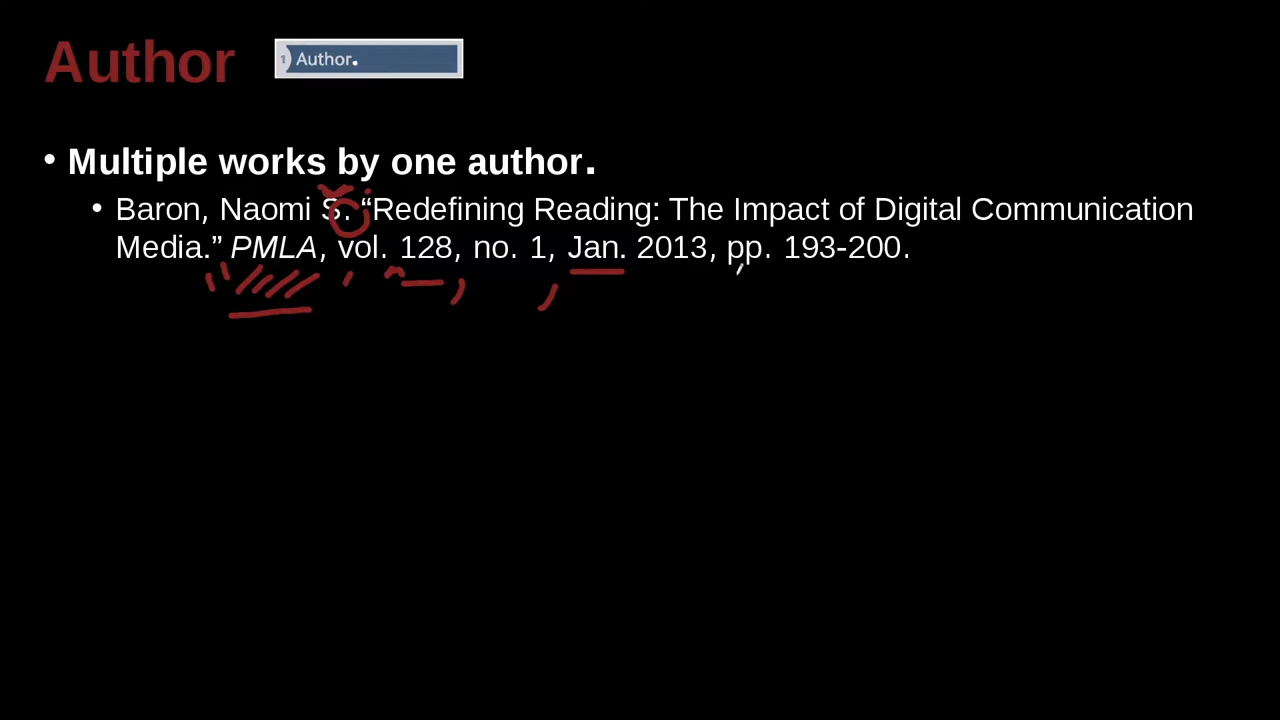 Author
1 Author.
• Multiple works by one author.
• Baron, Naomi S. “Redefining Reading: The Impact of Digital Communication
Media.” PMLA, vol. 128, no. 1, Jan. 2013, pp. 193-200.